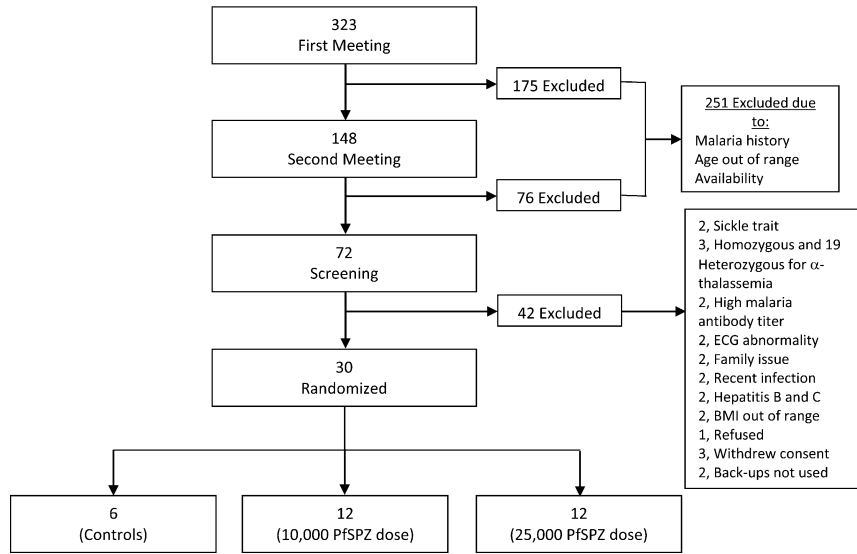 323
First Meeting
175 Excluded
251 Excluded due
to:
Malaria history
Age out of range
Availability
148
Second Meeting
76 Excluded
72
Screening
42 Excluded
2, Sickle trait
3, Homozygous and 19
Heterozygous for α-
thalassemia
2, High malaria
antibody titer
2, ECG abnormality
2, Family issue
2, Recent infection
2, Hepatitis B and C
2, BMI out of range
1, Refused
3, Withdrew consent
2, Back-ups not used
30
Randomized
6
(Controls)
12
(10,000 PfSPZ dose)
12
(25,000 PfSPZ dose)